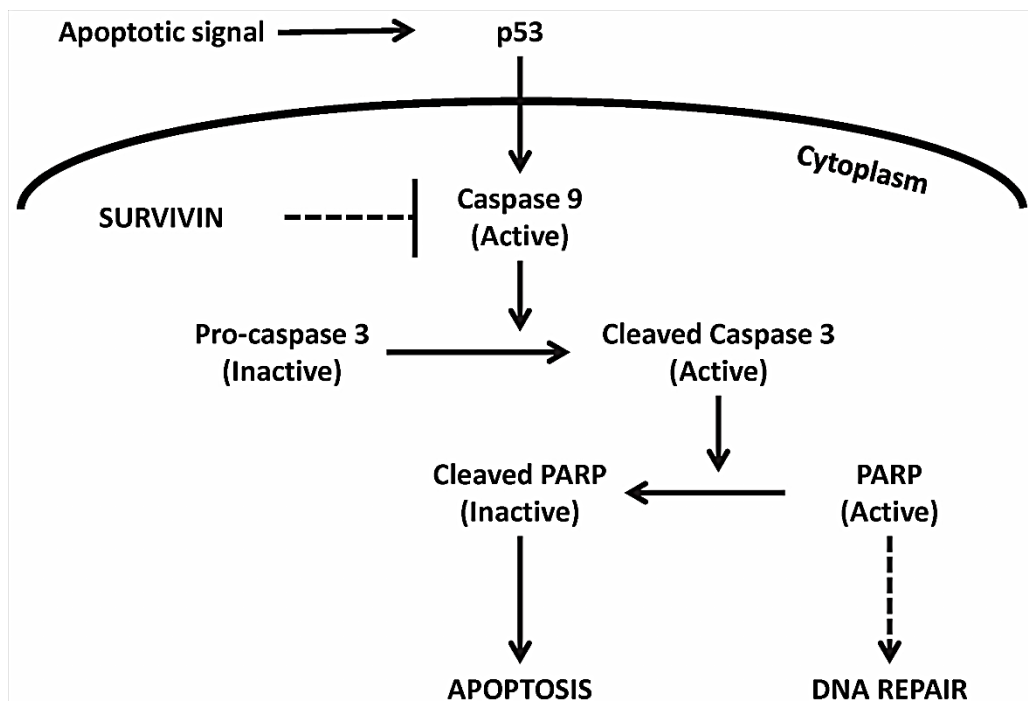 Apoptotic signal
p53
Cytoplasm
SURVIVIN
Caspase 9
(Active)
Pro-caspase 3
(Inactive)
Cleaved Caspase 3
(Active)
Cleaved PARP
(Inactive)
PARP
(Active)
APOPTOSIS
DNA REPAIR